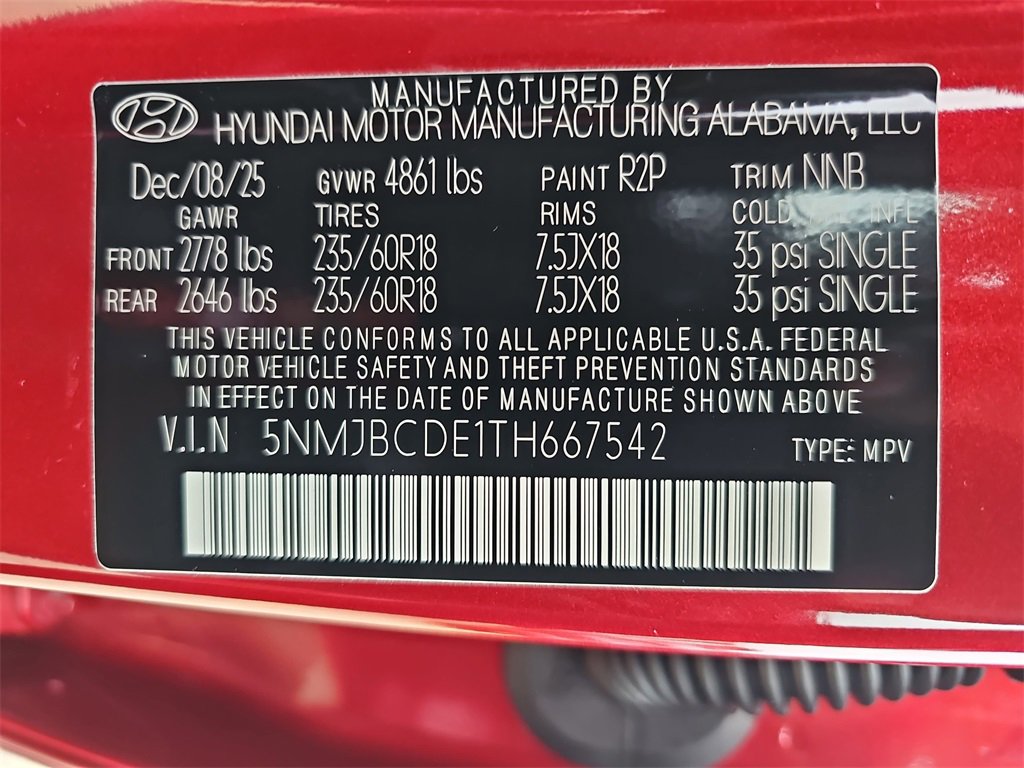 MANUFACTURED BY
HYUNDAI MOTOR MANUFACTURING ALABAMA, LLC
Dec/08/25 GVWR 4861 lbs PAINT R2P TRIM NNB
GAWR TIRES RIMS COLD INFL
FRONT 2778 lbs 235/60R18 7.5JX18 35 psi SINGLE
REAR 2646 lbs 235/60R18 7.5JX18 35 psi SINGLE
THIS VEHICLE CONFORMS TO ALL APPLICABLE U.S.A. FEDERAL
MOTOR VEHICLE SAFETY AND THEFT PREVENTION STANDARDS
IN EFFECT ON THE DATE OF MANUFACTURE SHOWN ABOVE
V.I.N 5NMJBCDE1TH667542 TYPE: MPV